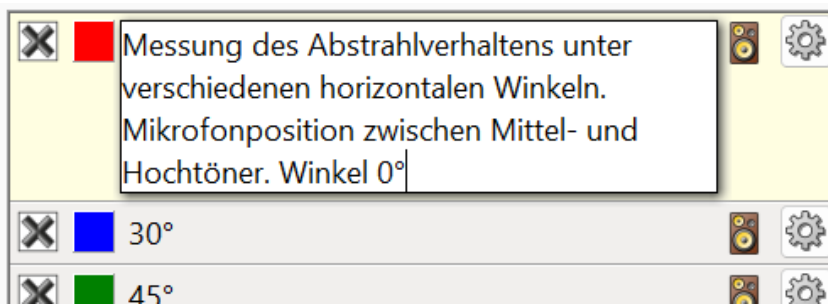 Messung des Abstrahlverhaltens unter
verschiedenen horizontalen Winkeln.
Mikrofonposition zwischen Mittel- und
Hochtöner. Winkel 0°
30°
45°